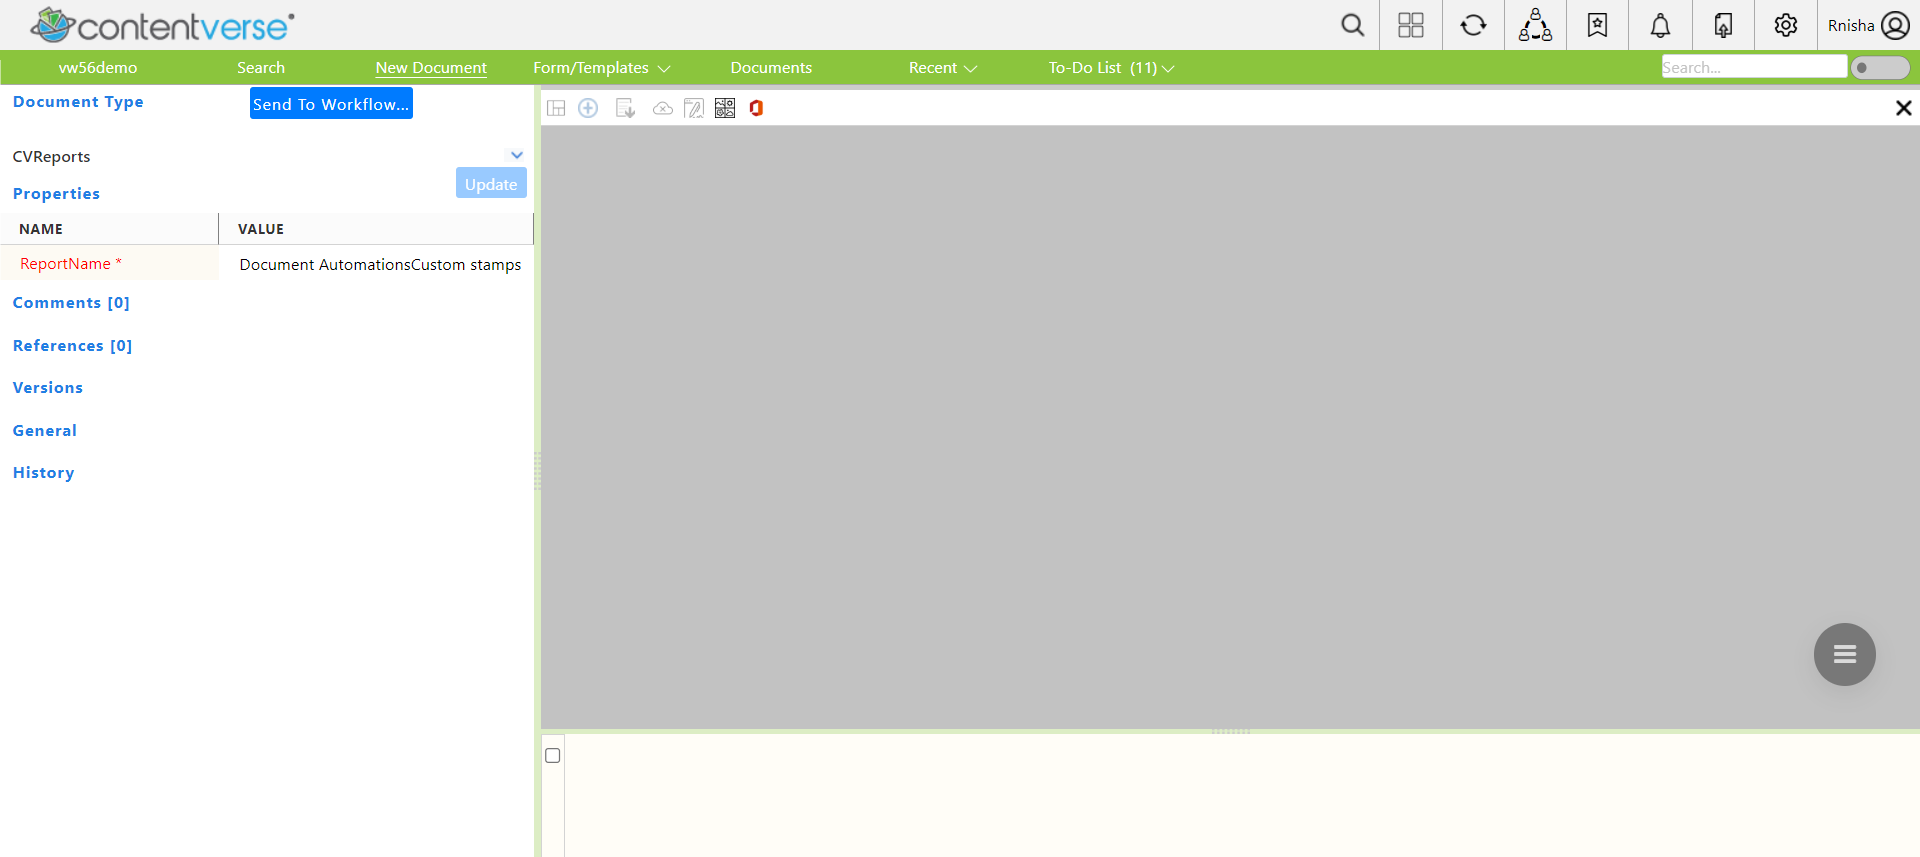 contentverse
Rnisha
vw56demo Search New Document Form/Templates Documents Recent To-Do List (11) Search...
Document Type Send To Workflow...
CVReports
Update
Properties
NAME VALUE
ReportName * Document AutomationsCustom stamps
Comments [0]
References [0]
Versions
General
History